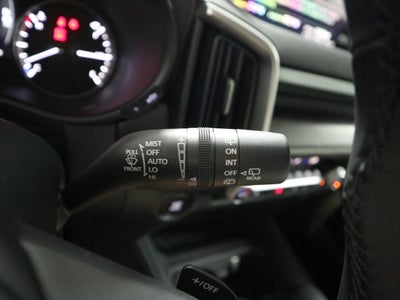 MIST
PULL OFF
AUTO
FRONT LO
HI
ON
INT
OFF
REAR
+/OFF